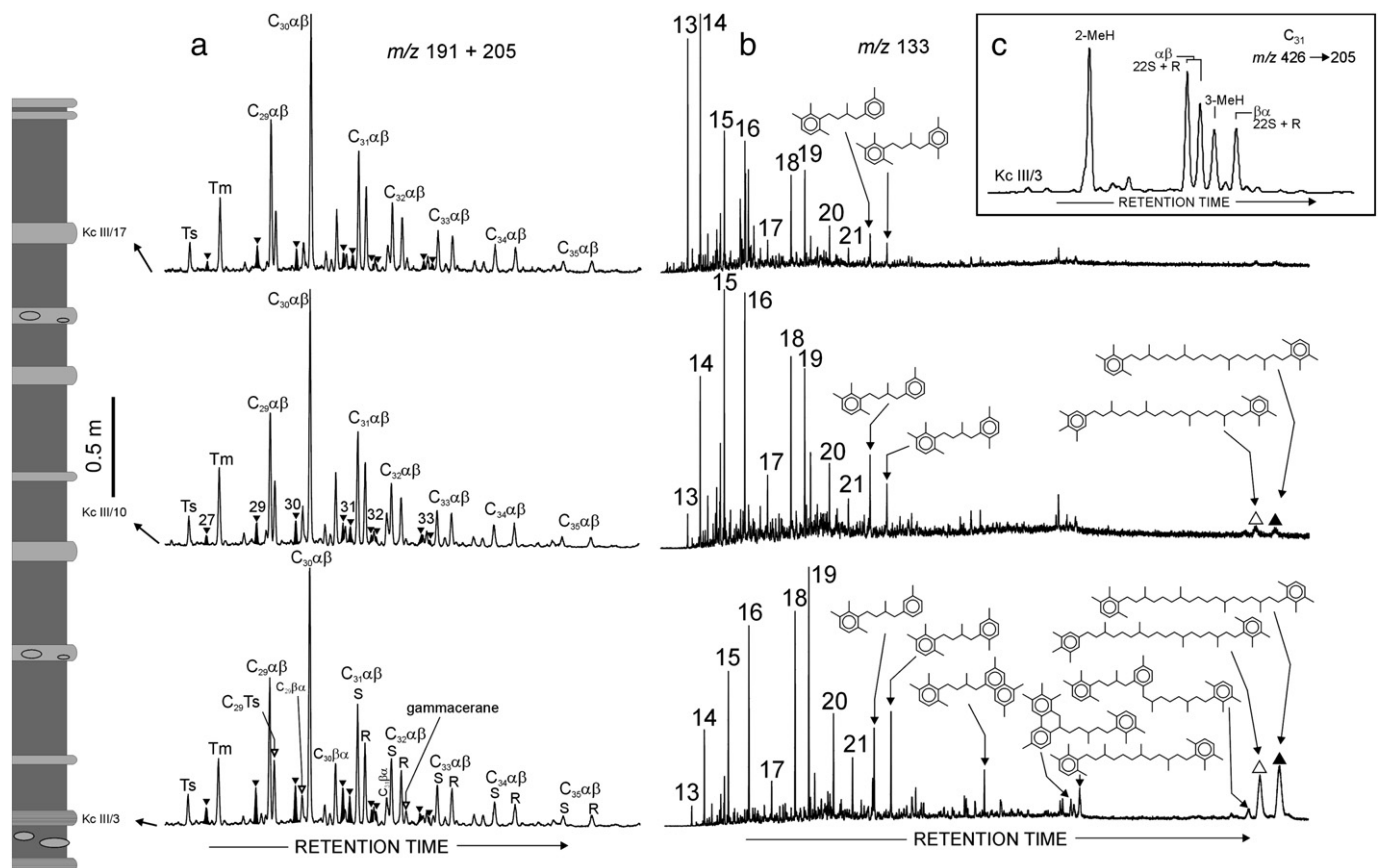 a
m/z 191 + 205
C30αβ
C29αβ
C31αβ
Tm
Ts
C32αβ
C33αβ
C34αβ
C35αβ
Kc III/17
b
m/z 133
13
14
15
16
17
18
19
20
21
c
2-MeH
C31
m/z 426 → 205
αβ
22S + R
3-MeH
βα
22S + R
Kc III/3
RETENTION TIME
0.5 m
Kc III/10
C30αβ
C29αβ
C31αβ
Tm
Ts
C32αβ
27
29
30
31
32
33
C33αβ
C34αβ
C35αβ
13
14
15
16
17
18
19
20
21
Kc III/3
C30αβ
C29αβ
C29βα
C29Ts
C31αβ
S
R
gammacerane
Tm
Ts
C30βα
C32αβ
S
R
C33αβ
S
R
C34αβ
S
R
C35αβ
S
R
RETENTION TIME
13
14
15
16
17
18
19
20
21
RETENTION TIME